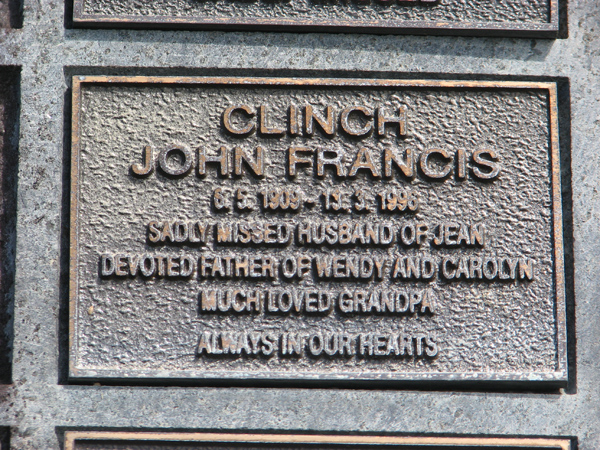 CLINCH
JOHN FRANCIS
6. 5. 1909 - 13. 3. 1996
SADLY MISSED HUSBAND OF JEAN
DEVOTED FATHER OF WENDY AND CAROLYN
MUCH LOVED GRANDPA
ALWAYS IN OUR HEARTS